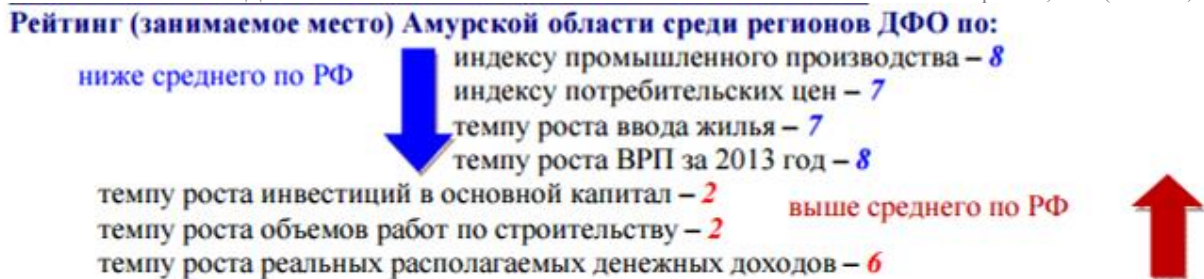 Рейтинг (занимаемое место) Амурской области среди регионов ДФО по:
ниже среднего по РФ
индексу промышленного производства – 8
индексу потребительских цен – 7
темпу роста ввода жилья – 7
темпу роста ВРП за 2013 год – 8
темпу роста инвестиций в основной капитал – 2
темпу роста объемов работ по строительству – 2
темпу роста реальных располагаемых денежных доходов – 6
выше среднего по РФ